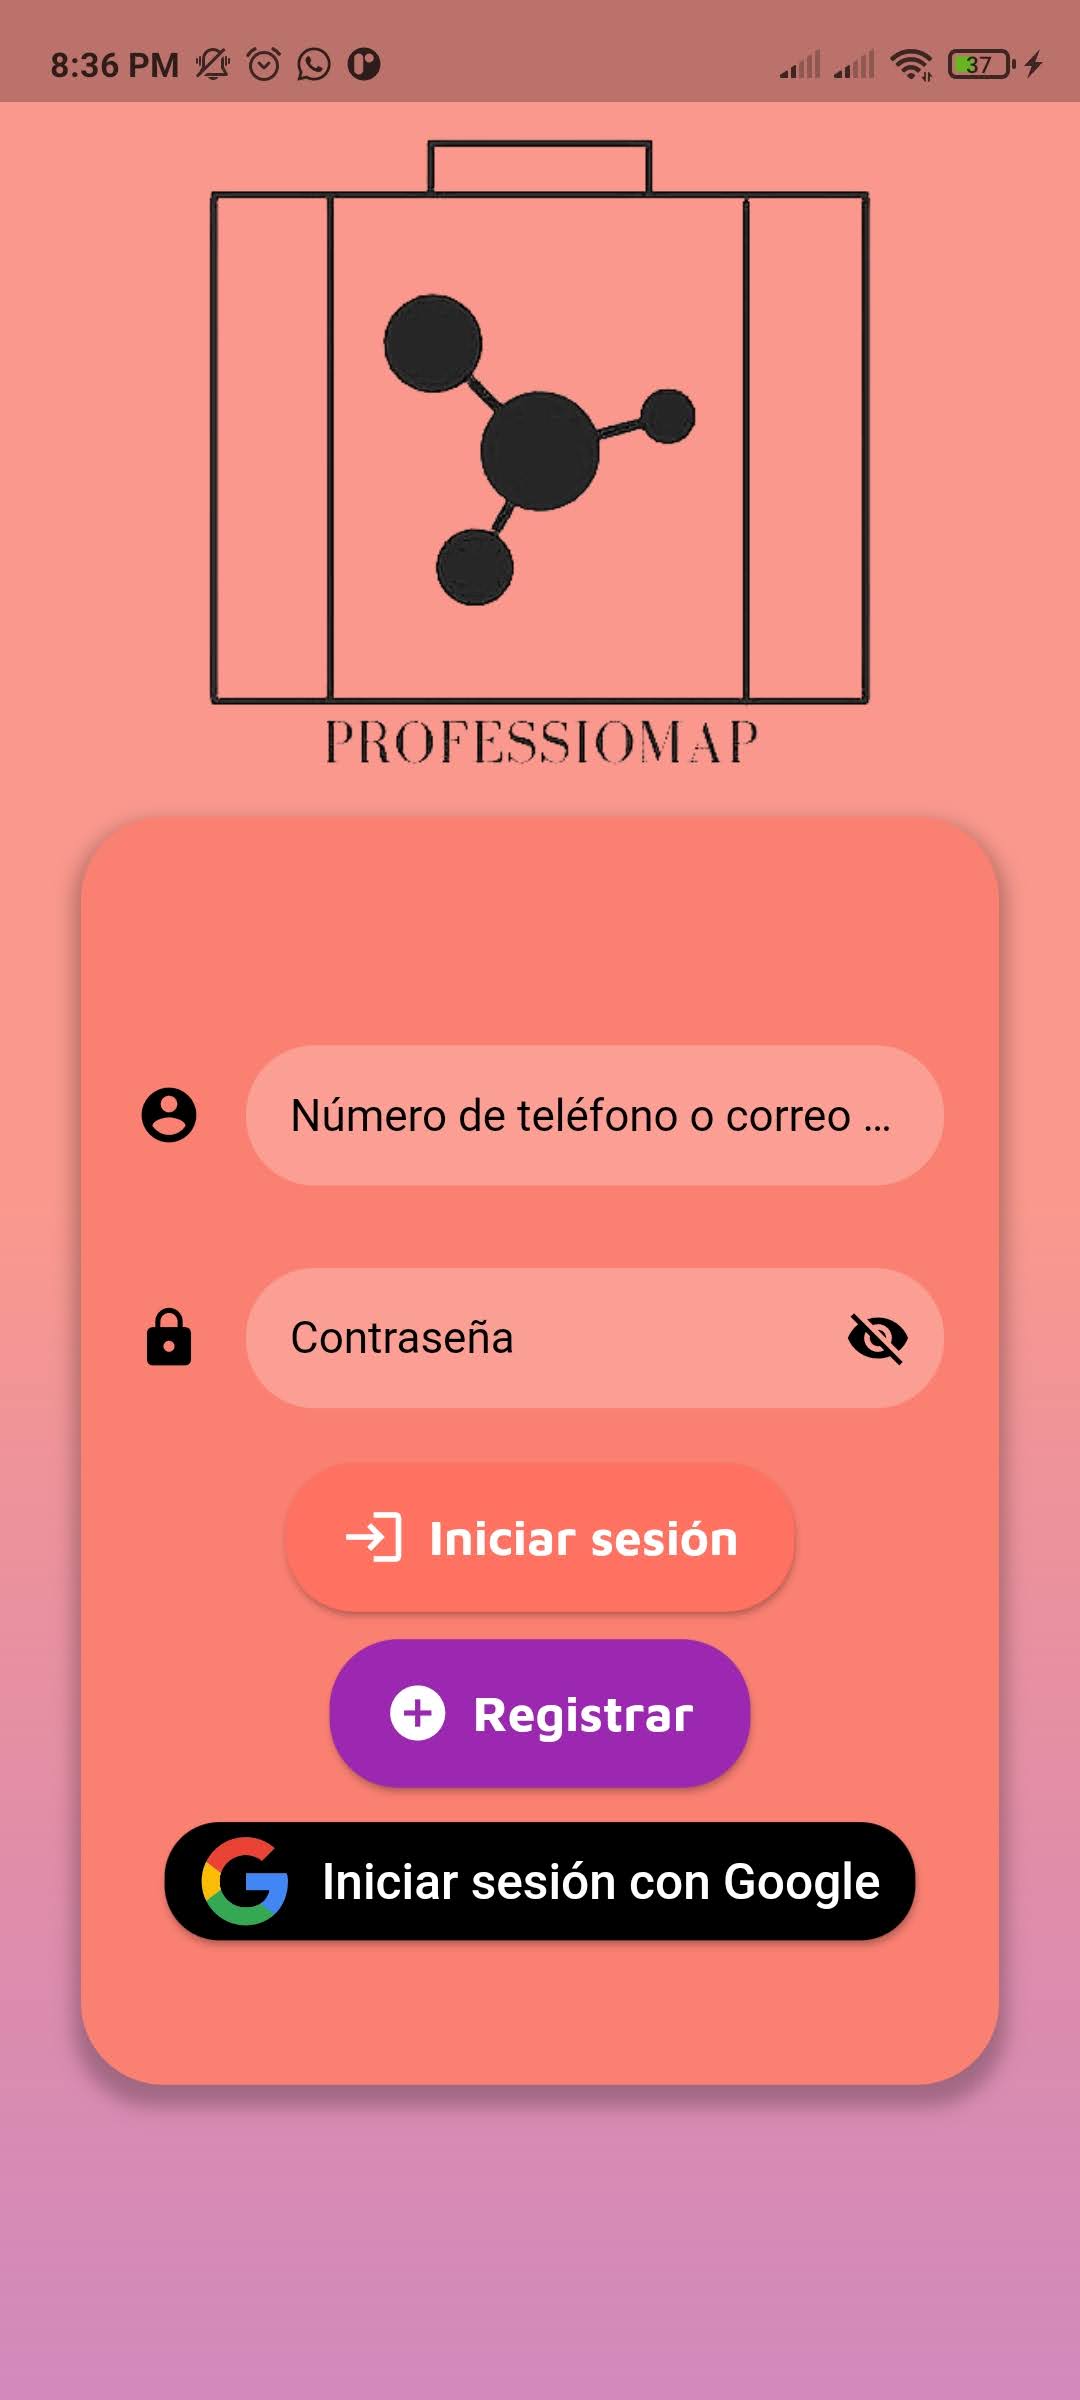 8:36 PM
37
PROFESSIOMAP
Número de teléfono o correo ...
Contraseña
Iniciar sesión
Registrar
Iniciar sesión con Google